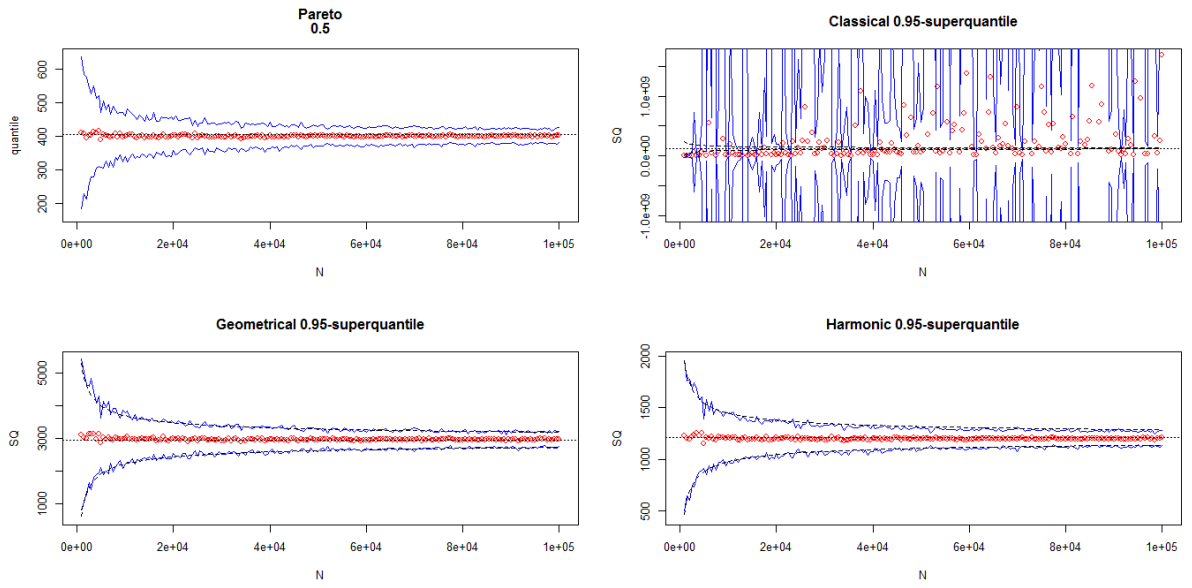 Pareto
0.5
quantile
600
500
400
300
200
0e+00 2e+04 4e+04 6e+04 8e+04 1e+05
N
Classical 0.95-superquantile
SQ
1.0e+09
0.0e+00
-1.0e+09
0e+00 2e+04 4e+04 6e+04 8e+04 1e+05
N
Geometrical 0.95-superquantile
SQ
5000
3000
1000
0e+00 2e+04 4e+04 6e+04 8e+04 1e+05
N
Harmonic 0.95-superquantile
SQ
2000
1500
1000
500
0e+00 2e+04 4e+04 6e+04 8e+04 1e+05
N